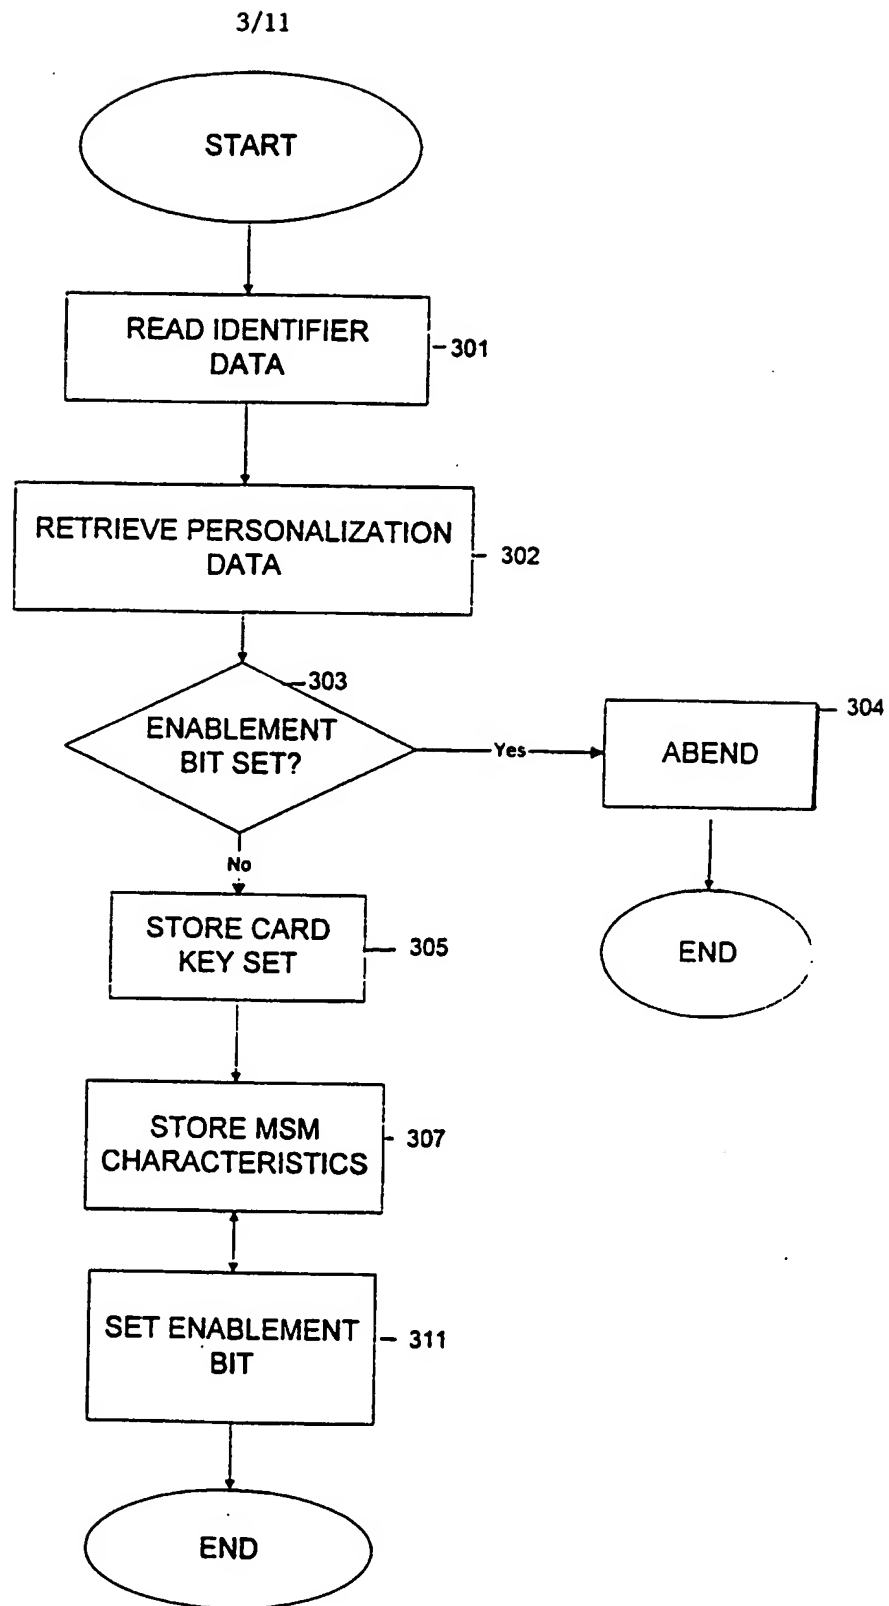 3/11
START
READ IDENTIFIER
DATA
301
RETRIEVE PERSONALIZATION
DATA
302
303
ENABLEMENT
BIT SET?
Yes
304
ABEND
No
STORE CARD
KEY SET
305
END
STORE MSM
CHARACTERISTICS
307
SET ENABLEMENT
BIT
311
END